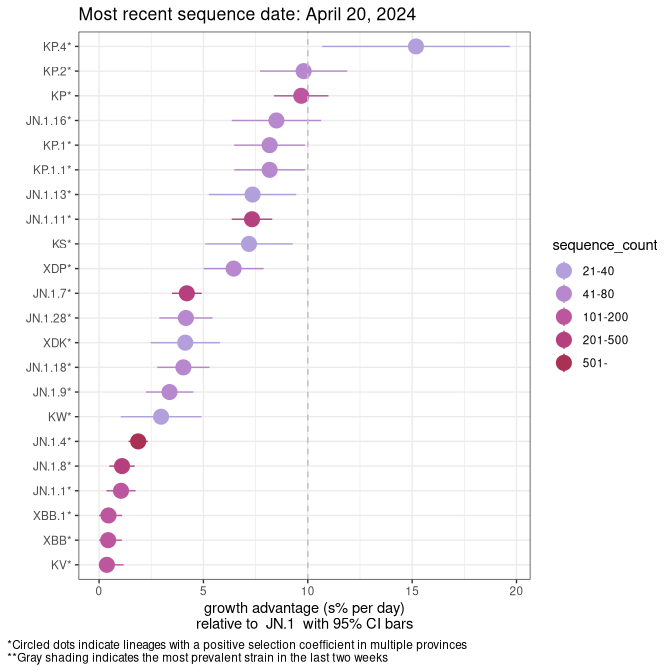 Most recent sequence date: April 20, 2024
KP.4*
KP.2*
KP*
JN.1.16*
KP.1*
KP.1.1*
JN.1.13*
JN.1.11*
KS*
XDP*
JN.1.7*
JN.1.28*
XDK*
JN.1.18*
JN.1.9*
KW*
JN.1.4*
JN.1.8*
JN.1.1*
XBB.1*
XBB*
KV*
0 5 10 15 20
growth advantage (s% per day)
relative to JN.1 with 95% CI bars
sequence_count
21-40
41-80
101-200
201-500
501-
*Circled dots indicate lineages with a positive selection coefficient in multiple provinces
**Gray shading indicates the most prevalent strain in the last two weeks